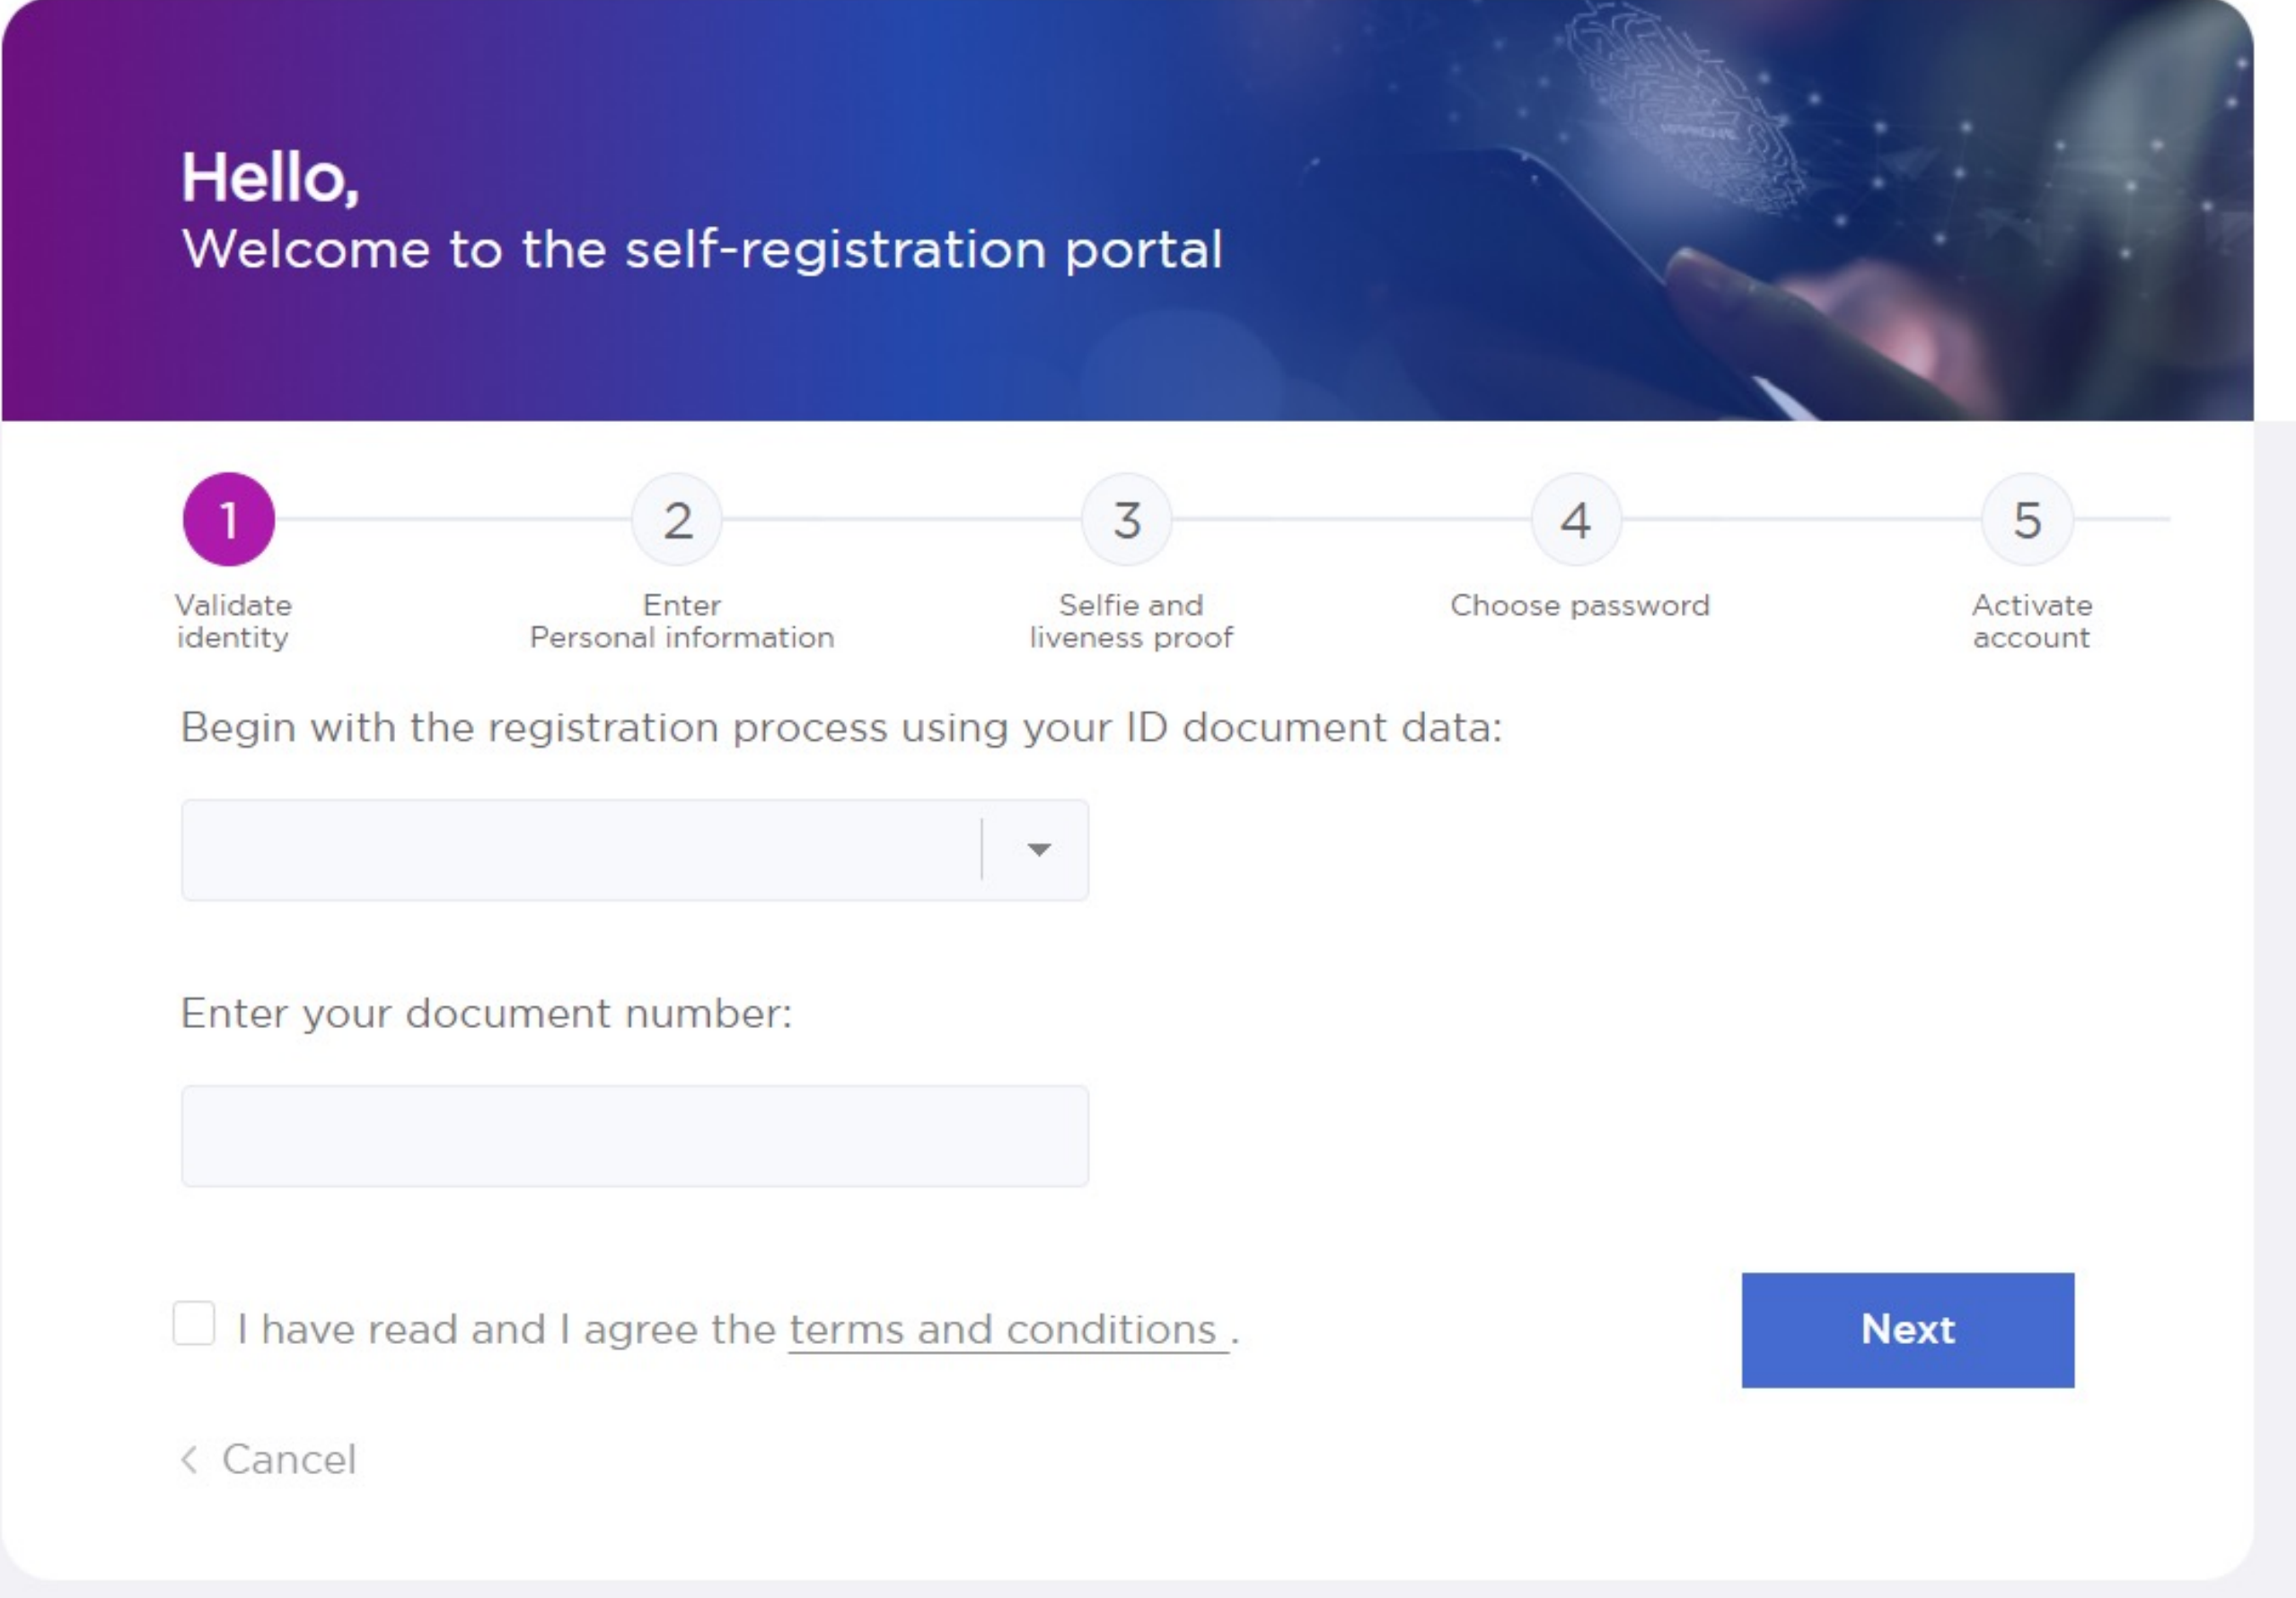 Hello,
Welcome to the self-registration portal
1
2
3
4
5
Validate
identity
Enter
Personal information
Selfie and
liveness proof
Choose password
Activate
account
Begin with the registration process using your ID document data:
Enter your document number:
I have read and I agree the terms and conditions .
Next
< Cancel